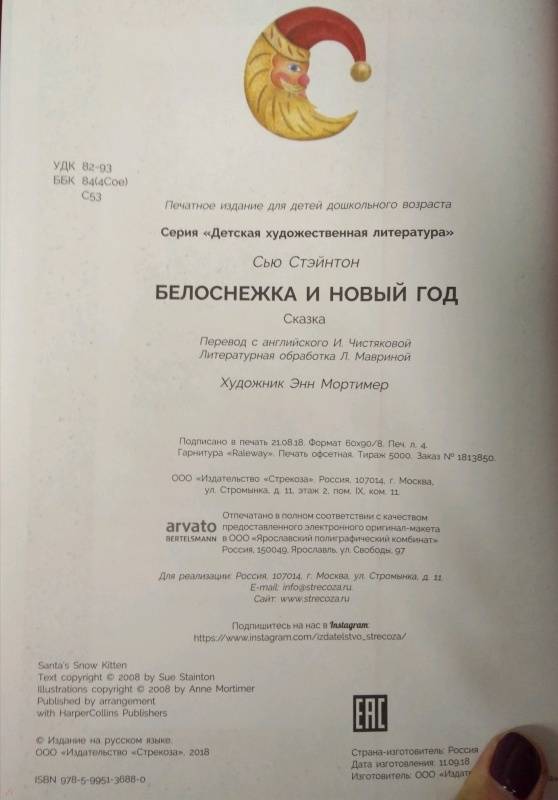 УДК 82-93
ББК 84(4Сое)
С53
Печатное издание для детей дошкольного возраста
Серия «Детская художественная литература»
Сью Стэйнтон
БЕЛОСНЕЖКА И НОВЫЙ ГОД
Сказка
Перевод с английского И. Чистяковой
Литературная обработка Л. Мавриной
Художник Энн Мортимер
Подписано в печать 21.08.18. Формат 60х90/8. Печ. л. 4.
Гарнитура «Raleway». Печать офсетная. Тираж 5000. Заказ № 1813850.
ООО «Издательство «Стрекоза». Россия, 107014, г. Москва,
ул. Стромынка, д. 11, этаж 2, пом. IX, ком. 11.
arvato
BERTELSMANN
Отпечатано в полном соответствии с качеством
предоставленного электронного оригинал-макета
в ООО «Ярославский полиграфический комбинат»
Россия, 150049, Ярославль, ул. Свободы, 97
Для реализации: Россия, 107014, г. Москва, ул. Стромынка, д. 11.
E-mail: info@strecoza.ru
Сайт: www.strecoza.ru
Подпишитесь на нас в Instagram:
https://www.instagram.com/izdatelstvo_strecoza/
Santa's Snow Kitten
Text copyright © 2008 by Sue Stainton
Illustrations copyright © 2008 by Anne Mortimer
Published by arrangement
with HarperCollins Publishers
EAC
© Издание на русском языке.
ООО «Издательство «Стрекоза», 2018
ISBN 978-5-9951-3688-0
Страна-изготовитель: Россия
Дата изготовления: 11.09.18
Изготовитель: ООО